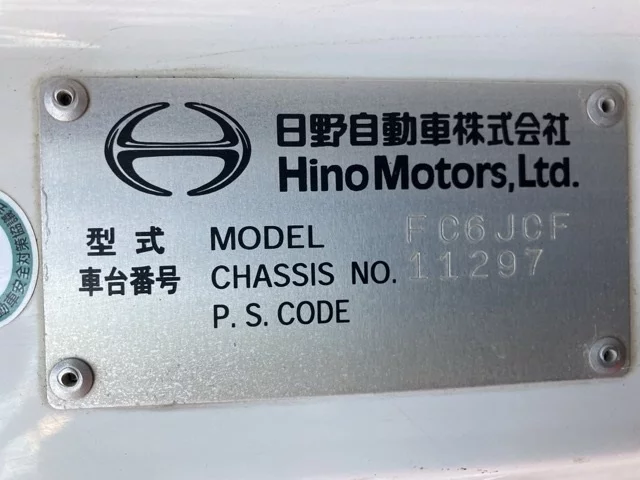 日野自動車株式会社
Hino Motors, Ltd.
型式 MODEL FC6JCF
車台番号 CHASSIS NO. 11297
P.S. CODE